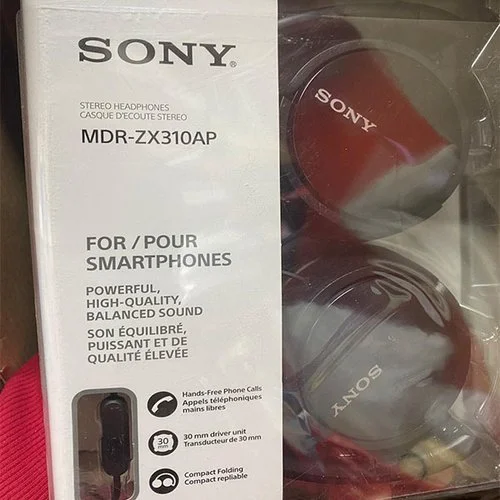 SONY®
STEREO HEADPHONES
CASQUE D'ECOUTE STEREO
MDR-ZX310AP
FOR / POUR
SMARTPHONES
POWERFUL,
HIGH-QUALITY,
BALANCED SOUND
SON ÉQUILIBRÉ,
PUISSANT ET DE
QUALITÉ ÉLEVÉE
Hands-Free Phone Calls
Appels téléphoniques
mains libres
30
mm
30 mm driver unit
Transducteur de 30 mm
Compact Folding
Compact repliable
SONY
SONY